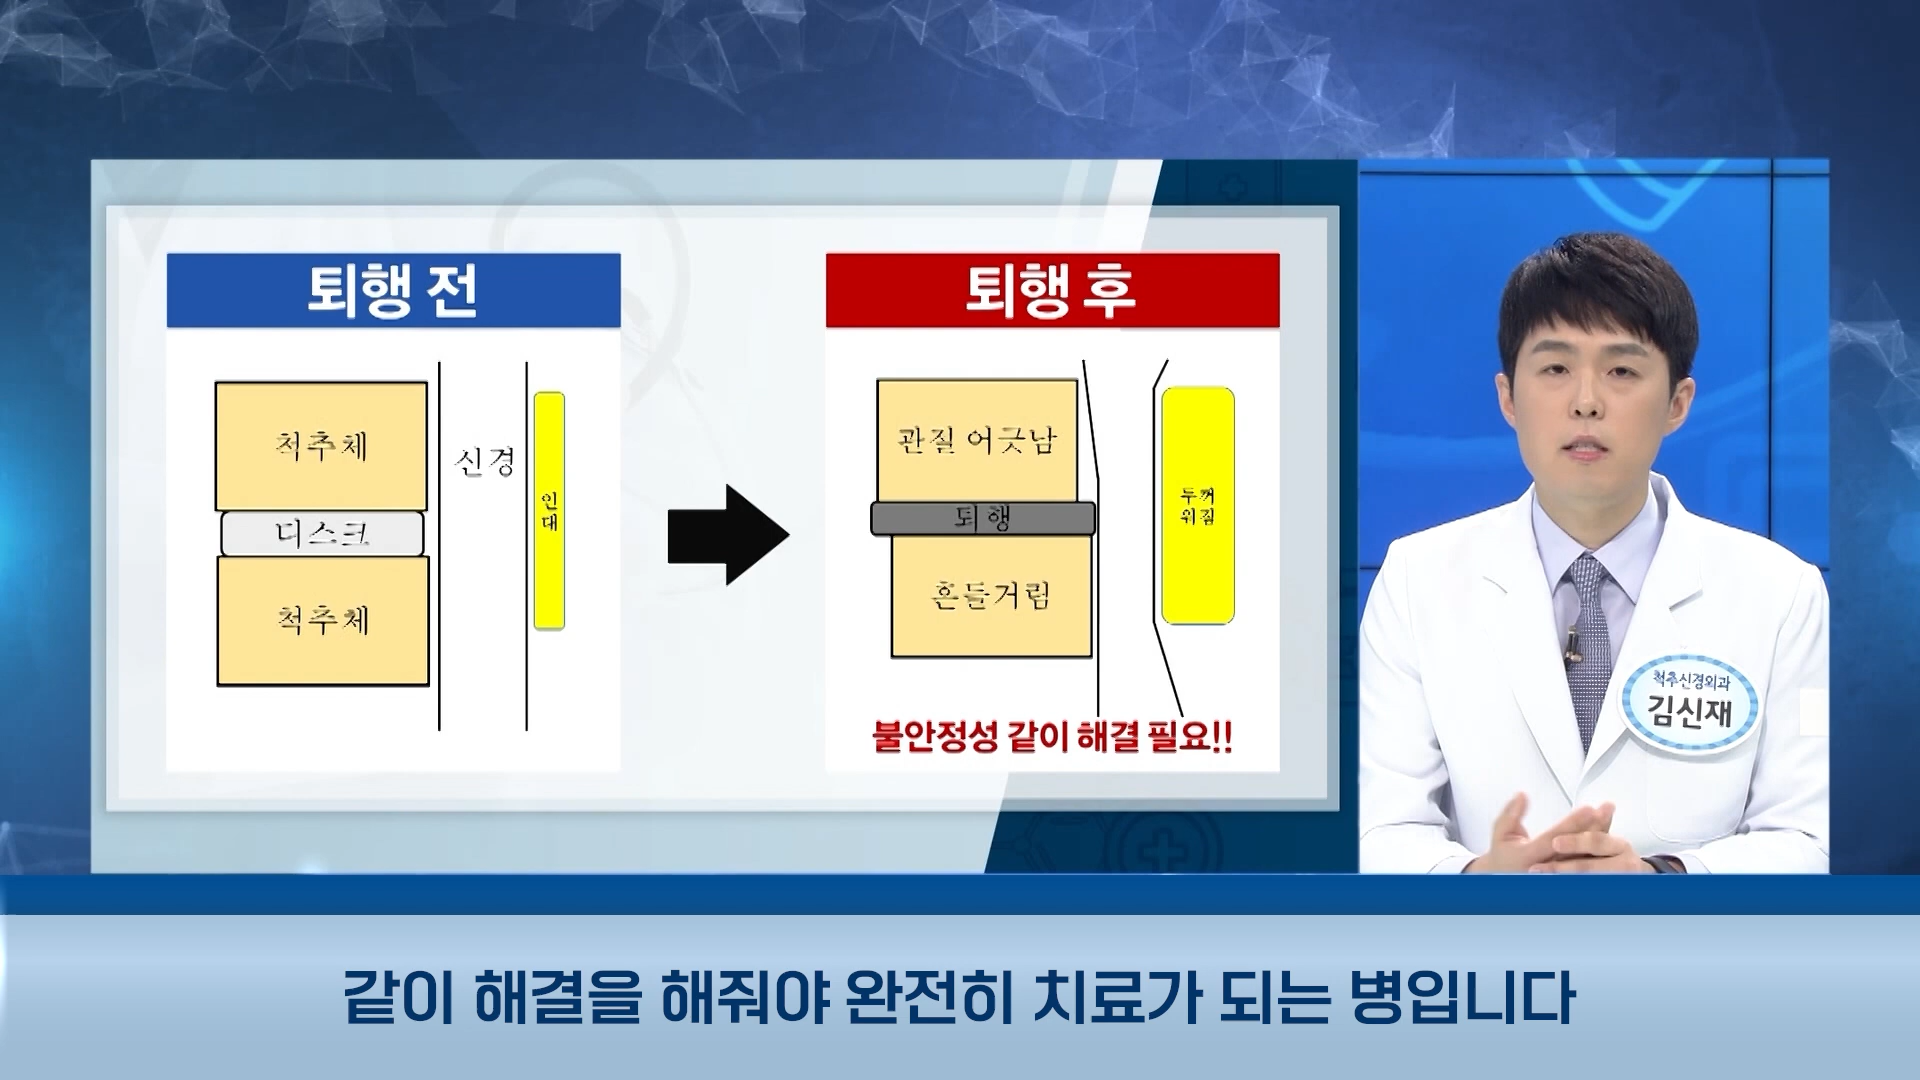 퇴행 전
척추체
디스크
척추체
신경
인
대
퇴행 후
관절 어긋남
퇴행
흔들거림
두꺼
워짐
불안정성 같이 해결 필요!!
척추신경외과
김신재
같이 해결을 해줘야 완전히 치료가 되는 병입니다